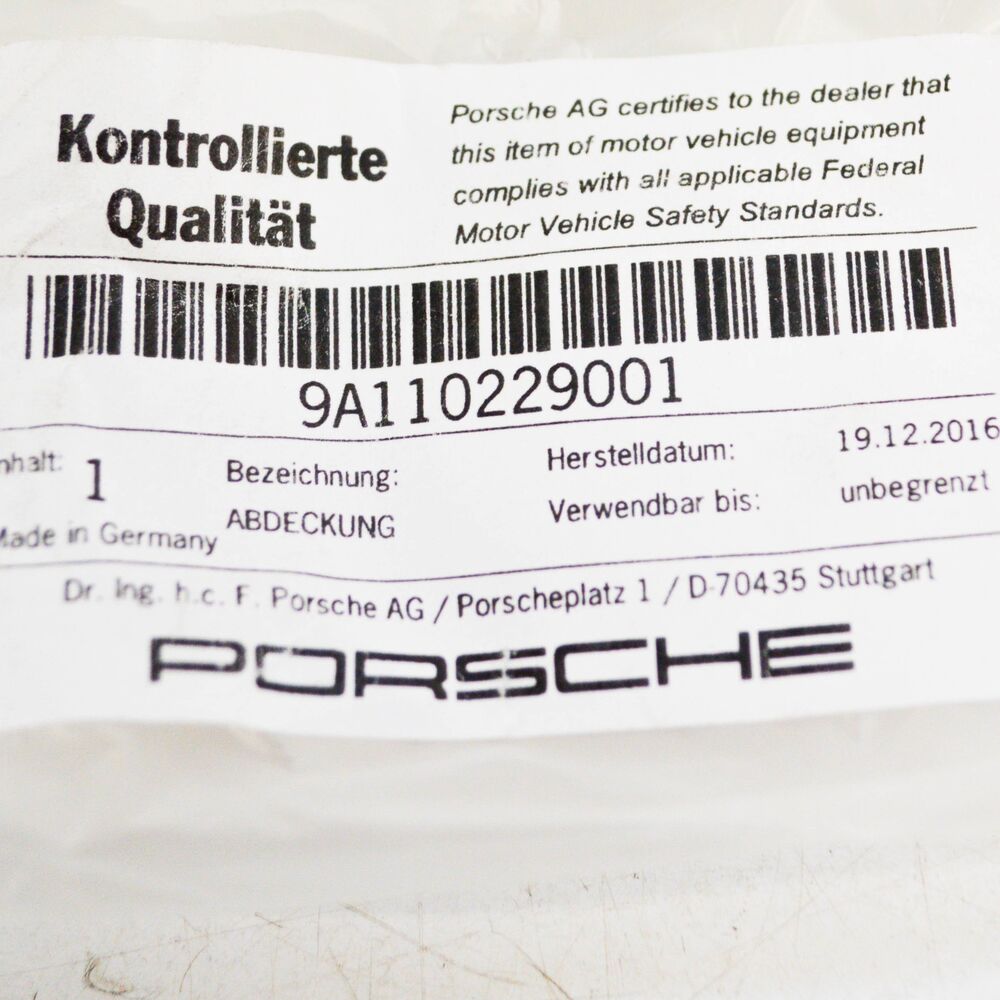 Kontrollierte
Qualität
Porsche AG certifies to the dealer that
this item of motor vehicle equipment
complies with all applicable Federal
Motor Vehicle Safety Standards.
9A110229001
nhalt: 1
Made in Germany
Bezeichnung:
ABDECKUNG
Herstelldatum: 19.12.2016
Verwendbar bis: unbegrenzt
Dr. Ing. h.c. F. Porsche AG / Porscheplatz 1 / D-70435 Stuttgart
PORSCHE